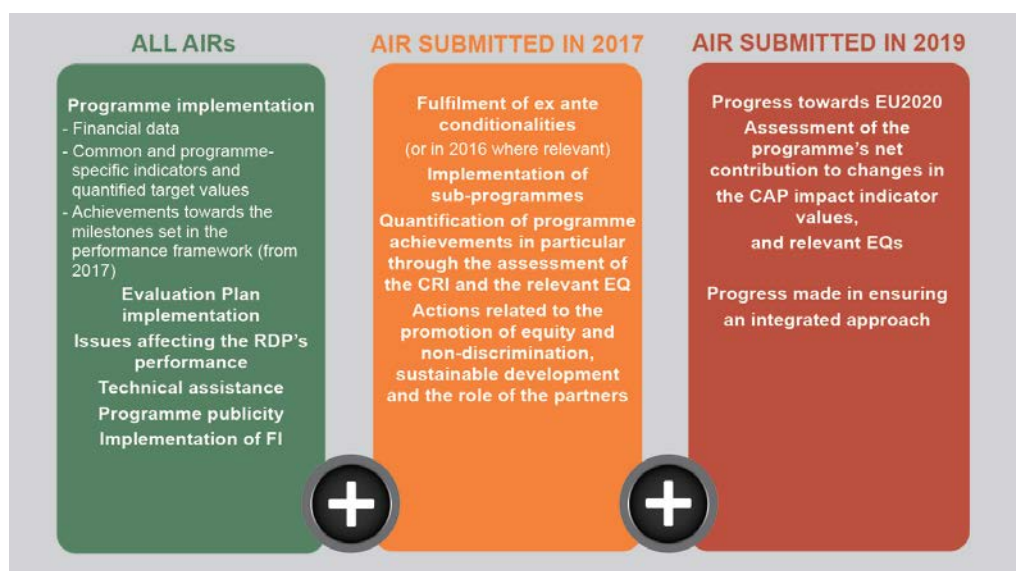 ALL AIRs
Programme implementation
- Financial data
- Common and programme-
specific indicators and
quantified target values
- Achievements towards the
milestones set in the
performance framework (from
2017)
Evaluation Plan
implementation
Issues affecting the RDP's
performance
Technical assistance
Programme publicity
Implementation of FI
AIR SUBMITTED IN 2017
Fulfilment of ex ante
conditionalities
(or in 2016 where relevant)
Implementation of
sub-programmes
Quantification of programme
achievements in particular
through the assessment of
the CRI and the relevant EQ
Actions related to the
promotion of equity and
non-discrimination,
sustainable development
and the role of the partners
AIR SUBMITTED IN 2019
Progress towards EU2020
Assessment of the
programme's net
contribution to changes in
the CAP impact indicator
values,
and relevant EQs
Progress made in ensuring
an integrated approach